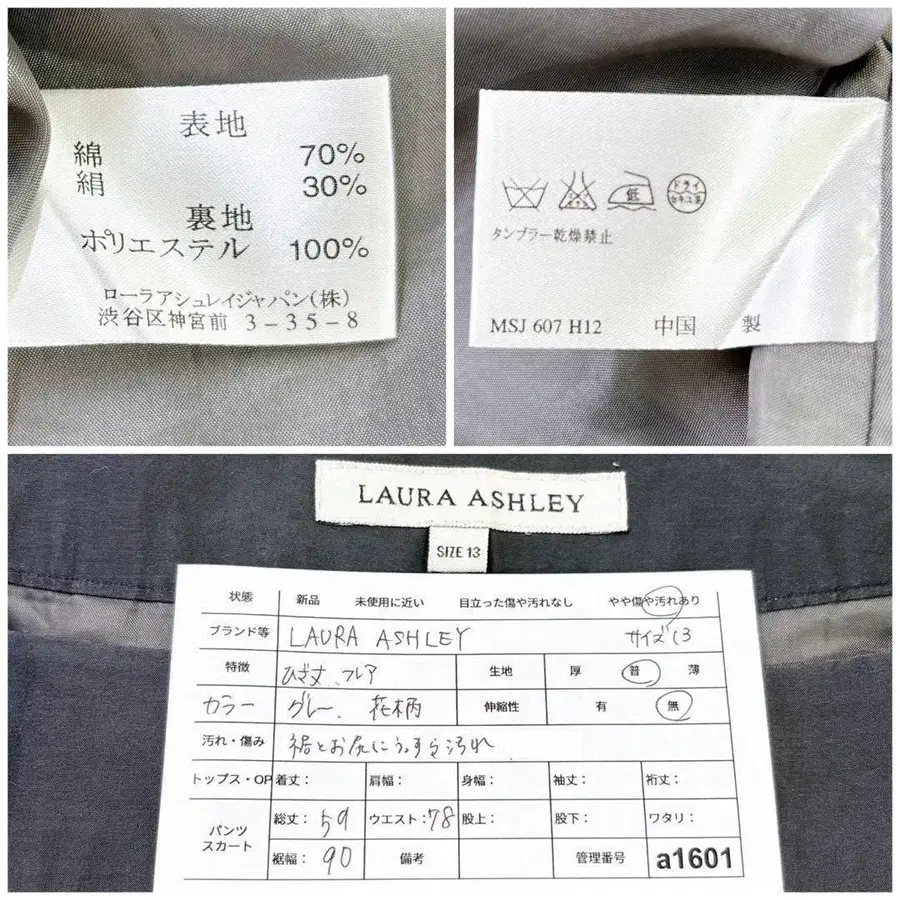 表地
綿 70%
絹 30%
裏地
ポリエステル 100%
ローラアシュレイジャパン(株)
渋谷区神宮前 3-35-8
低
ドライ
セキユ系
タンブラー乾燥禁止
MSJ 607 H12 中国 製
LAURA ASHLEY
SIZE 13
状態 新品 未使用に近い 目立った傷や汚れなし やや傷や汚れあり
ブランド等 LAURA ASHLEY サイズ13
特徴 ひざ丈、フレア 生地 厚 普 薄
カラー グレー、花柄 伸縮性 有 無
汚れ・傷み 裾とお尻にうっすら汚れ
トップス・OP 着丈: 肩幅: 身幅: 袖丈: 裄丈:
パンツ スカート 総丈:59 ウエスト:78 股上: 股下: ワタリ:
裾幅:90 備考 管理番号 a1601